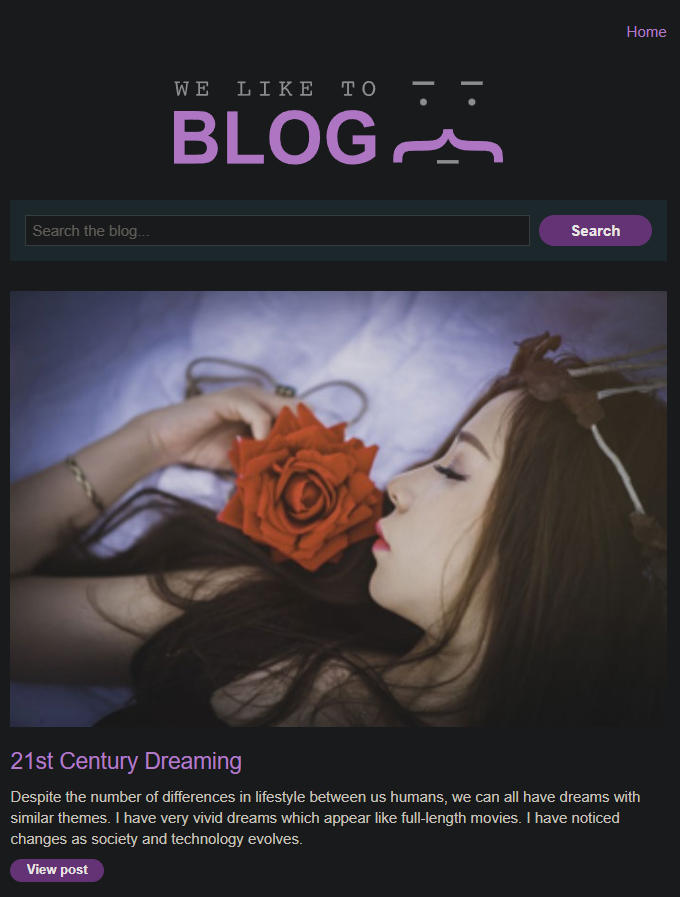 Home
WE LIKE TO
BLOG
Search the blog...
Search
21st Century Dreaming
Despite the number of differences in lifestyle between us humans, we can all have dreams with
similar themes. I have very vivid dreams which appear like full-length movies. I have noticed
changes as society and technology evolves.
View post